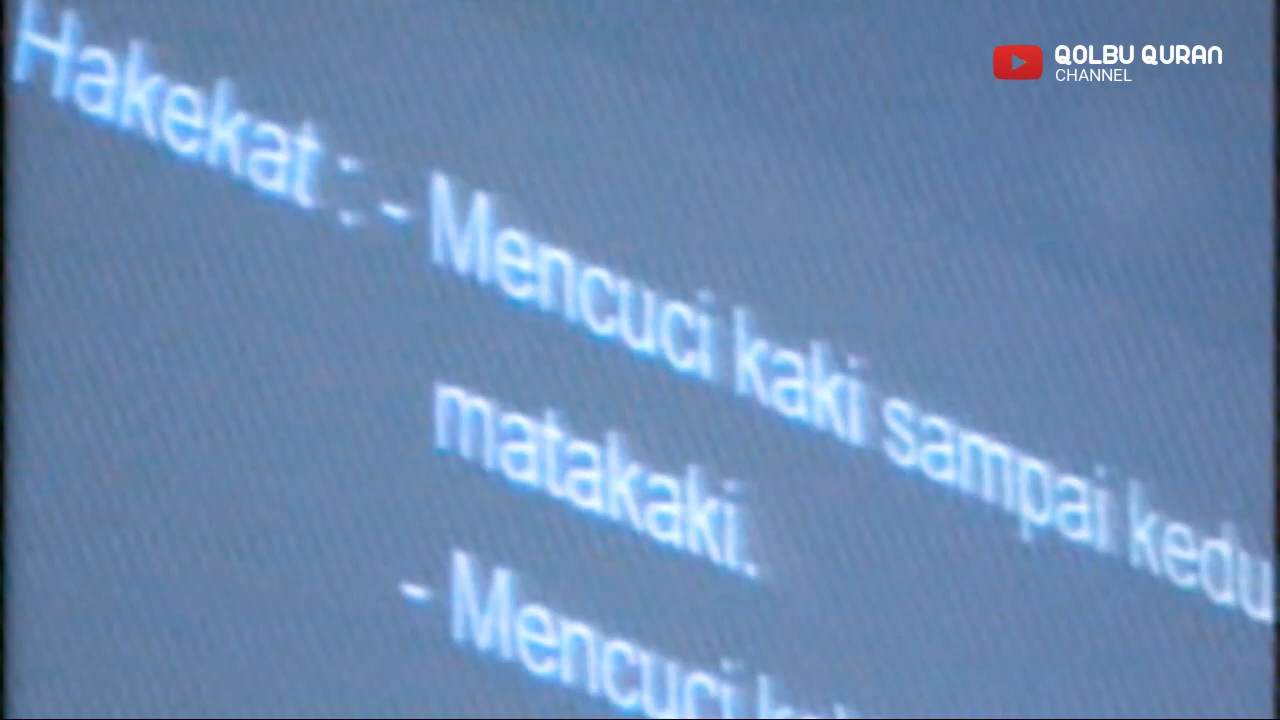 QOLBU QURAN
CHANNEL
Hakekat : - Mencuci kaki sampai kedu
matakaki.
- Mencuci